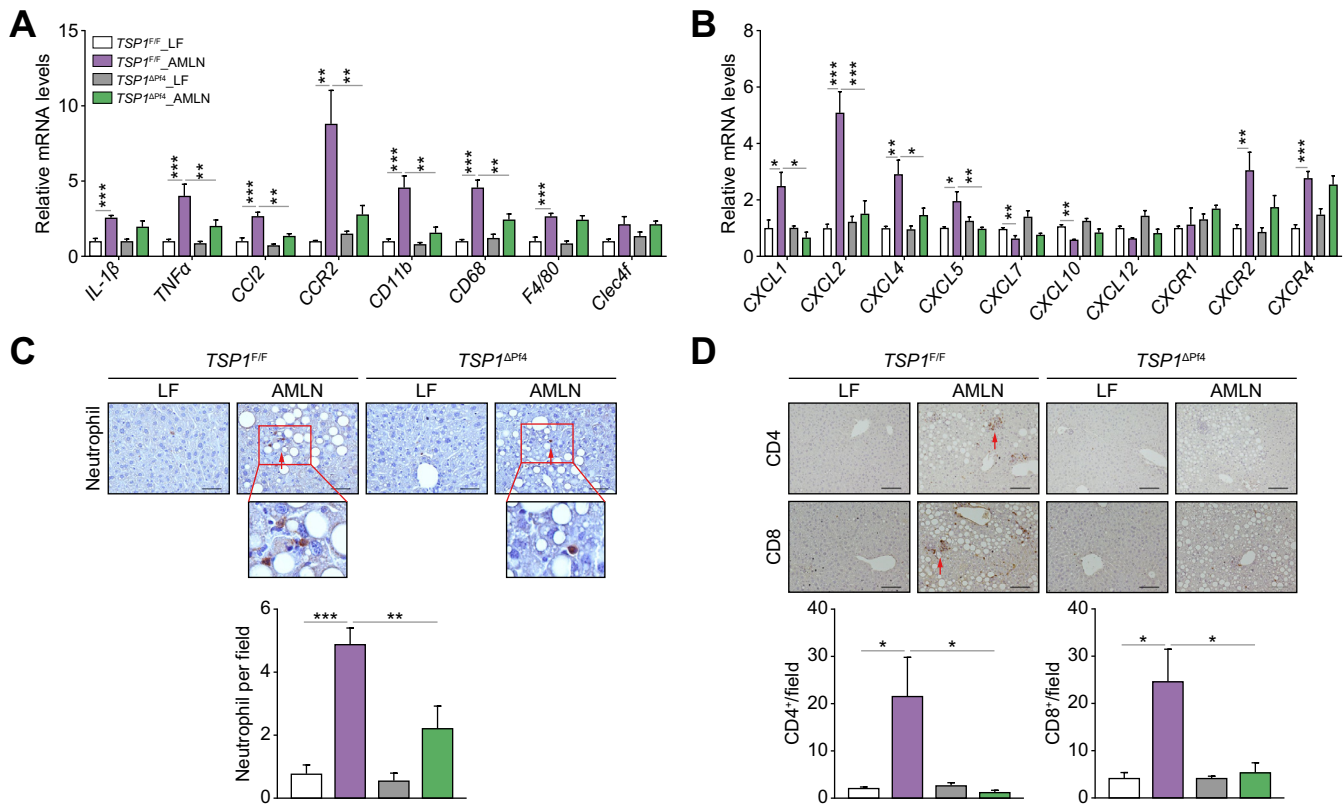 A
Relative mRNA levels
15
10
5
0
TSP1F/F_LF
TSP1F/F_AMLN
TSP1ΔPf4_LF
TSP1ΔPf4_AMLN
***
***
**
***
**
**
**
***
**
***
**
***
IL-1β
TNFα
CCl2
CCR2
CD11b
CD68
F4/80
Clec4f
B
Relative mRNA levels
8
6
4
2
0
*
*
***
***
**
*
*
**
**
**
**
***
CXCL1
CXCL2
CXCL4
CXCL5
CXCL7
CXCL10
CXCL12
CXCR1
CXCR2
CXCR4
C
TSP1F/F
TSP1ΔPf4
LF
AMLN
LF
AMLN
Neutrophil
Neutrophil per field
6
4
2
0
***
**
D
TSP1F/F
TSP1ΔPf4
LF
AMLN
LF
AMLN
CD4
CD8
CD4+/field
40
30
20
10
0
*
*
CD8+/field
40
30
20
10
0
*
*